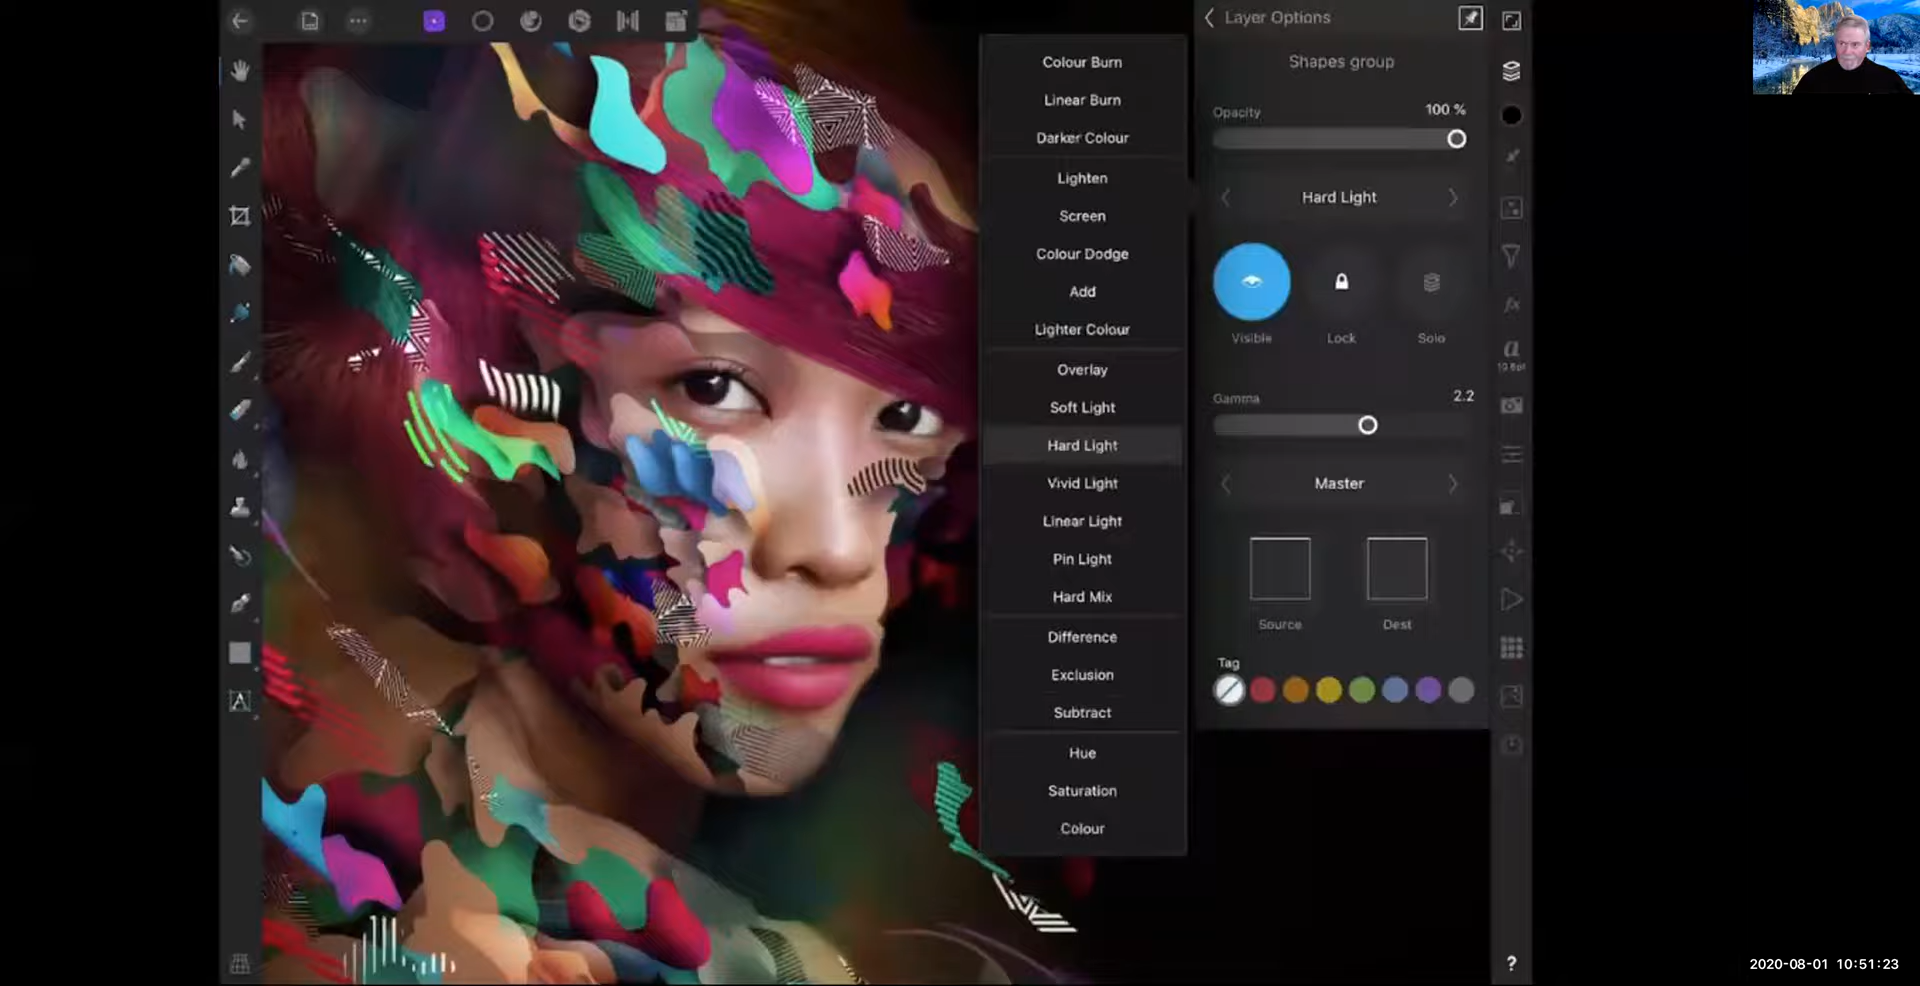 Layer Options
Shapes group
Opacity
100 %
Hard Light
Visible
Lock
Solo
Gamma
2.2
Master
Source
Dest
Tag
Colour Burn
Linear Burn
Darker Colour
Lighten
Screen
Colour Dodge
Add
Lighter Colour
Overlay
Soft Light
Hard Light
Vivid Light
Linear Light
Pin Light
Hard Mix
Difference
Exclusion
Subtract
Hue
Saturation
Colour
fx
a
A
?
2020-08-01 10:51:23